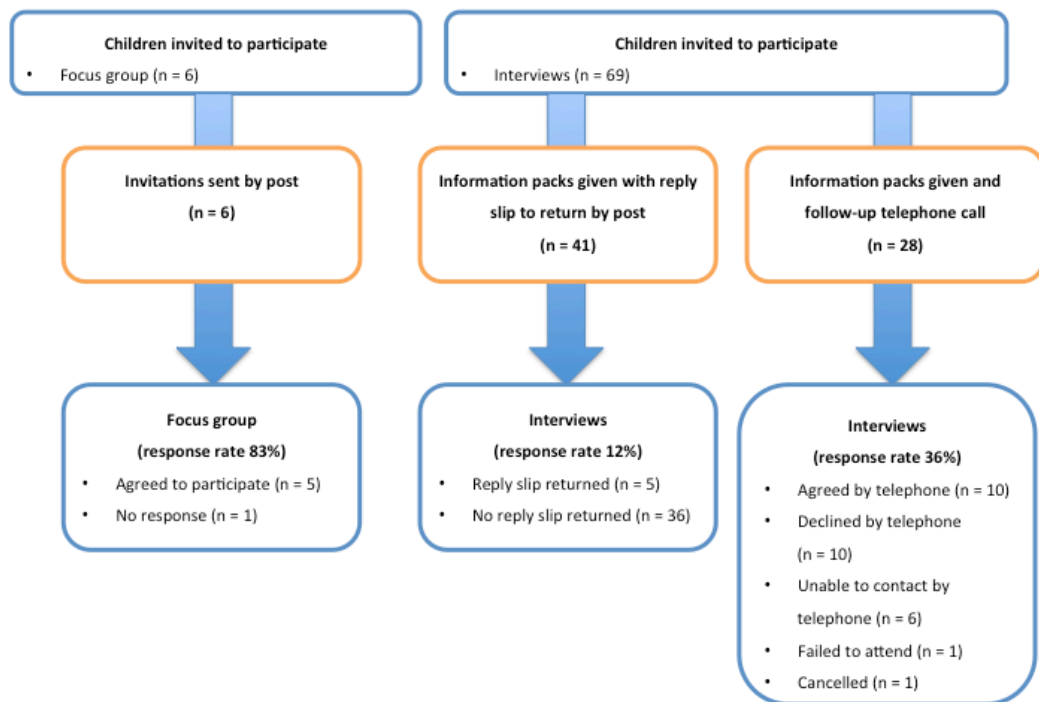 Children invited to participate
• Focus group (n = 6)
Children invited to participate
• Interviews (n = 69)
Invitations sent by post
(n = 6)
Information packs given with reply
slip to return by post
(n = 41)
Information packs given and
follow-up telephone call
(n = 28)
Focus group
(response rate 83%)
• Agreed to participate (n = 5)
• No response (n = 1)
Interviews
(response rate 12%)
• Reply slip returned (n = 5)
• No reply slip returned (n = 36)
Interviews
(response rate 36%)
• Agreed by telephone (n = 10)
• Declined by telephone
(n = 10)
• Unable to contact by
telephone (n = 6)
• Failed to attend (n = 1)
• Cancelled (n = 1)